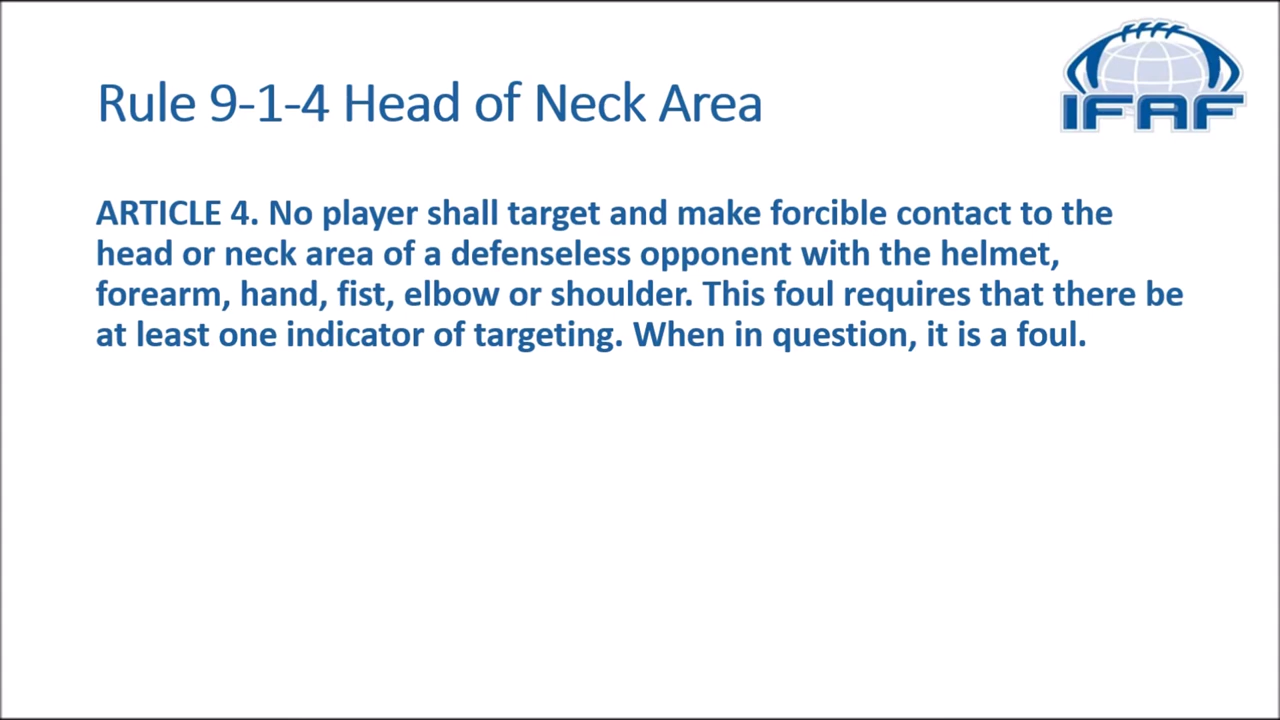 Rule 9-1-4 Head of Neck Area
IFAF
ARTICLE 4. No player shall target and make forcible contact to the
head or neck area of a defenseless opponent with the helmet,
forearm, hand, fist, elbow or shoulder. This foul requires that there be
at least one indicator of targeting. When in question, it is a foul.